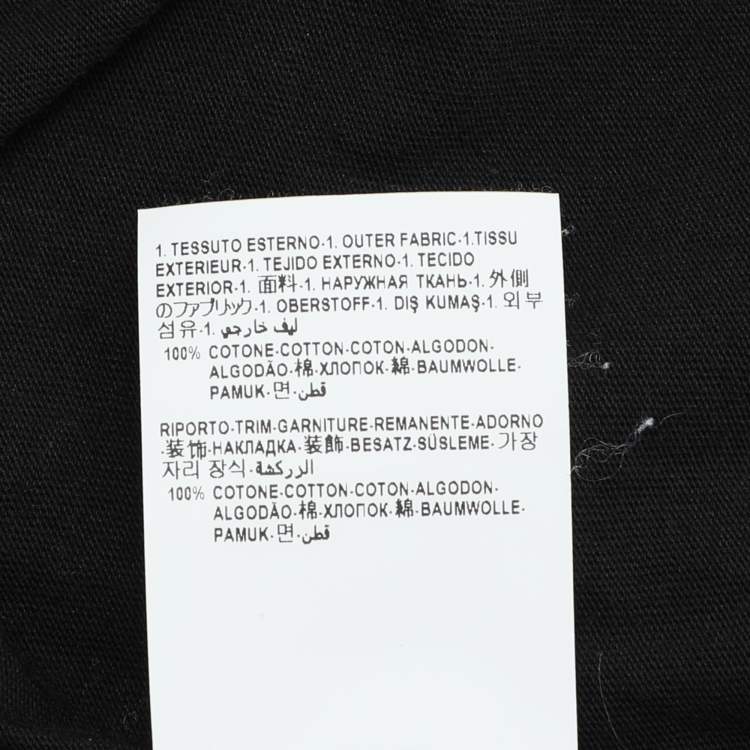 1. TESSUTO ESTERNO-1. OUTER FABRIC-1.TISSU
EXTERIEUR-1. TEJIDO EXTERNO-1. TECIDO
EXTERIOR-1. 面料-1. НАРУЖНАЯ ТКАНЬ-1. 外側
のファブリック-1. OBERSTOFF-1. DIŞ KUMAŞ-1. 외부
섬유-1. ليف خارجي
100% COTONE-COTTON-COTON-ALGODON-
ALGODÃO-棉-ХЛОПОК-綿-BAUMWOLLE-
PAMUK-면-قطن
RIPORTO-TRIM-GARNITURE-REMANENTE-ADORNO
-装饰-НАКЛАДКА-装飾-BESATZ-SÜSLEME-가장
자리 장식-الزركشة
100% COTONE-COTTON-COTON-ALGODON-
ALGODÃO-棉-ХЛОПОК-綿-BAUMWOLLE-
PAMUK-면-قطن